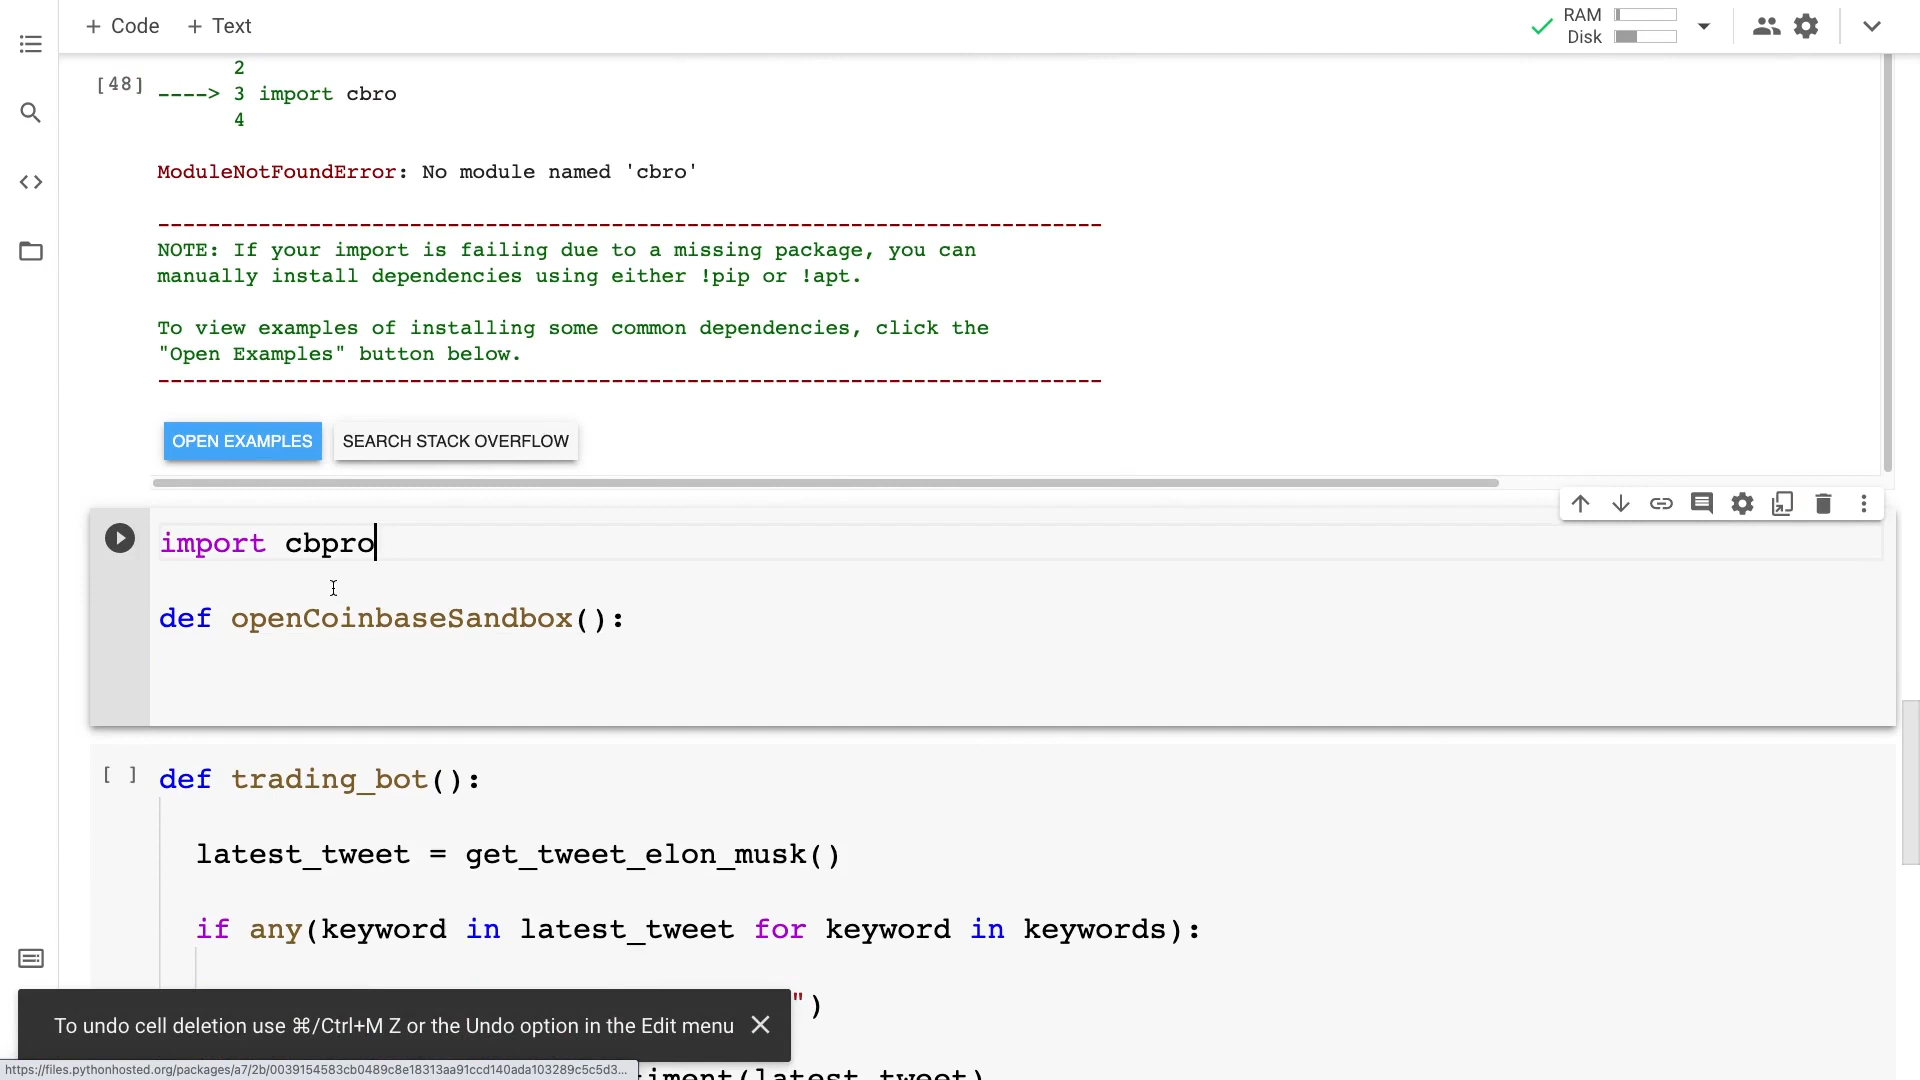 + Code + Text
RAM
Disk
[48]
2
----> 3 import cbro
4
ModuleNotFoundError: No module named 'cbro'
---------------------------------------------------------------------------
NOTE: If your import is failing due to a missing package, you can
manually install dependencies using either !pip or !apt.
To view examples of installing some common dependencies, click the
"Open Examples" button below.
---------------------------------------------------------------------------
OPEN EXAMPLES SEARCH STACK OVERFLOW
import cbpro
def openCoinbaseSandbox():
[ ] def trading_bot():
latest_tweet = get_tweet_elon_musk()
if any(keyword in latest_tweet for keyword in keywords):
")
To undo cell deletion use ⌘/Ctrl+M Z or the Undo option in the Edit menu
https://files.pythonhosted.org/packages/a7/2b/0039154583cb0489c8e18313aa91ccd140ada103289c5c5d3...
timent(latest_tweet)